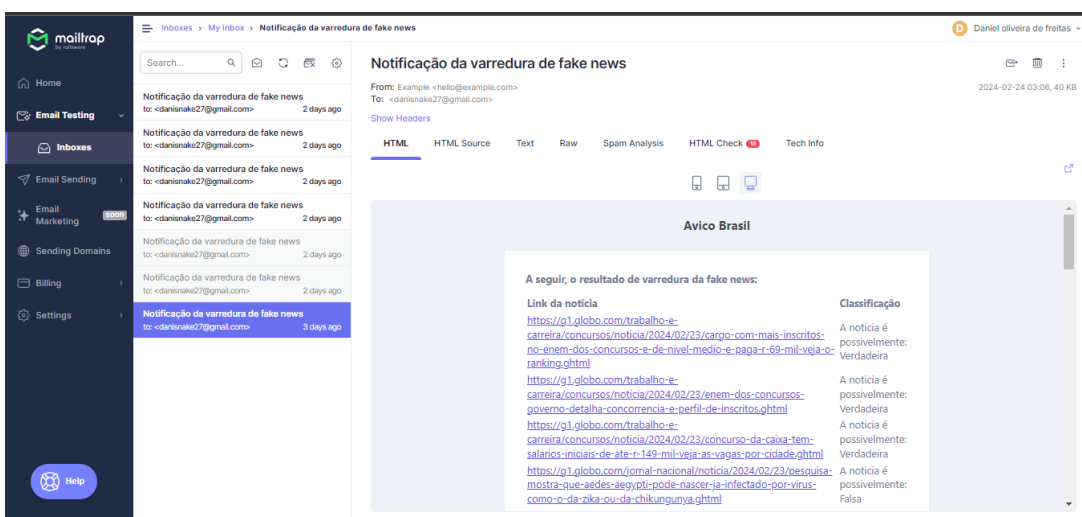 mailtrap
by railsware
Home
Email Testing
Inboxes
Email Sending
Email
Marketing
soon
Sending Domains
Billing
Settings
Help
Inboxes › My Inbox › Notificação da varredura de fake news
D Daniel oliveira de freitas
Search...
Notificação da varredura de fake news
to: <danisnake27@gmail.com> 2 days ago
Notificação da varredura de fake news
to: <danisnake27@gmail.com> 2 days ago
Notificação da varredura de fake news
to: <danisnake27@gmail.com> 2 days ago
Notificação da varredura de fake news
to: <danisnake27@gmail.com> 2 days ago
Notificação da varredura de fake news
to: <danisnake27@gmail.com> 2 days ago
Notificação da varredura de fake news
to: <danisnake27@gmail.com> 2 days ago
Notificação da varredura de fake news
to: <danisnake27@gmail.com> 3 days ago
Notificação da varredura de fake news
From: Example <hello@example.com>
2024-02-24 03:06, 40 KB
To: <danisnake27@gmail.com>
Show Headers
HTML HTML Source Text Raw Spam Analysis HTML Check 18 Tech Info
Avico Brasil
A seguir, o resultado de varredura da fake news:
Link da noticia Classificação
https://g1.globo.com/trabalho-e-
carreira/concursos/noticia/2024/02/23/cargo-com-mais-inscritos-
no-enem-dos-concursos-e-de-nivel-medio-e-paga-r-69-mil-veja-o-
ranking.ghtml
A noticia é
possivelmente:
Verdadeira
https://g1.globo.com/trabalho-e-
carreira/concursos/noticia/2024/02/23/enem-dos-concursos-
governo-detalha-concorrencia-e-perfil-de-inscritos.ghtml
A noticia é
possivelmente:
Verdadeira
https://g1.globo.com/trabalho-e-
carreira/concursos/noticia/2024/02/23/concurso-da-caixa-tem-
salarios-iniciais-de-ate-r-149-mil-veja-as-vagas-por-cidade.ghtml
A noticia é
possivelmente:
Verdadeira
https://g1.globo.com/jornal-nacional/noticia/2024/02/23/pesquisa-
mostra-que-aedes-aegypti-pode-nascer-ja-infectado-por-virus-
como-o-da-zika-ou-da-chikungunya.ghtml
A noticia é
possivelmente:
Falsa